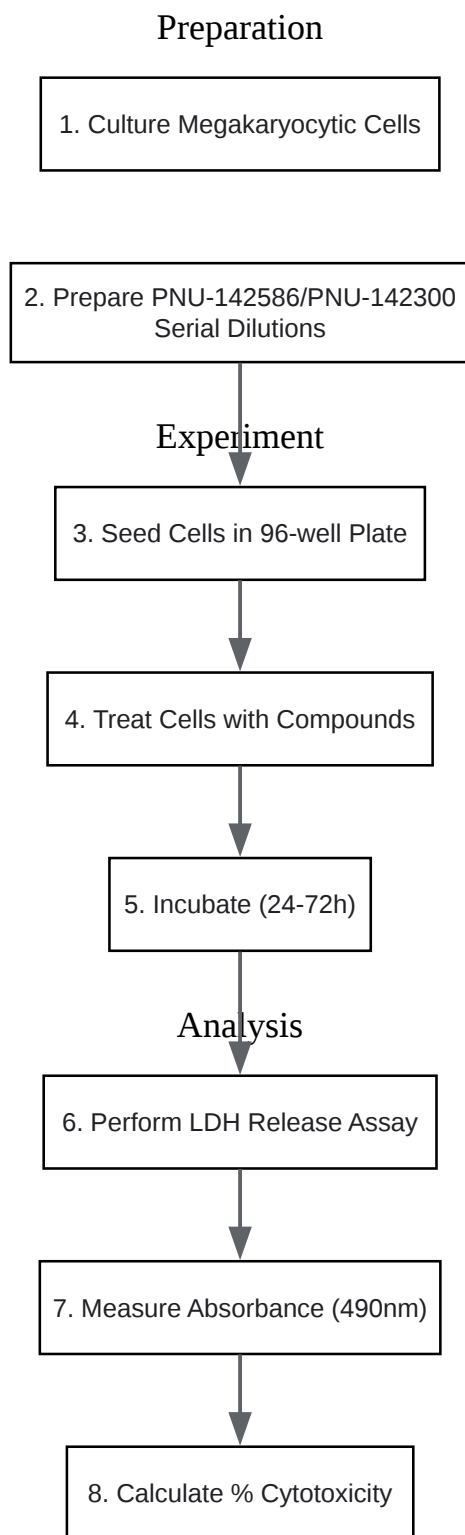 Preparation
1. Culture Megakaryocytic Cells
2. Prepare PNU-142586/PNU-142300
Serial Dilutions
Experiment
3. Seed Cells in 96-well Plate
4. Treat Cells with Compounds
5. Incubate (24-72h)
Analysis
6. Perform LDH Release Assay
7. Measure Absorbance (490nm)
8. Calculate % Cytotoxicity